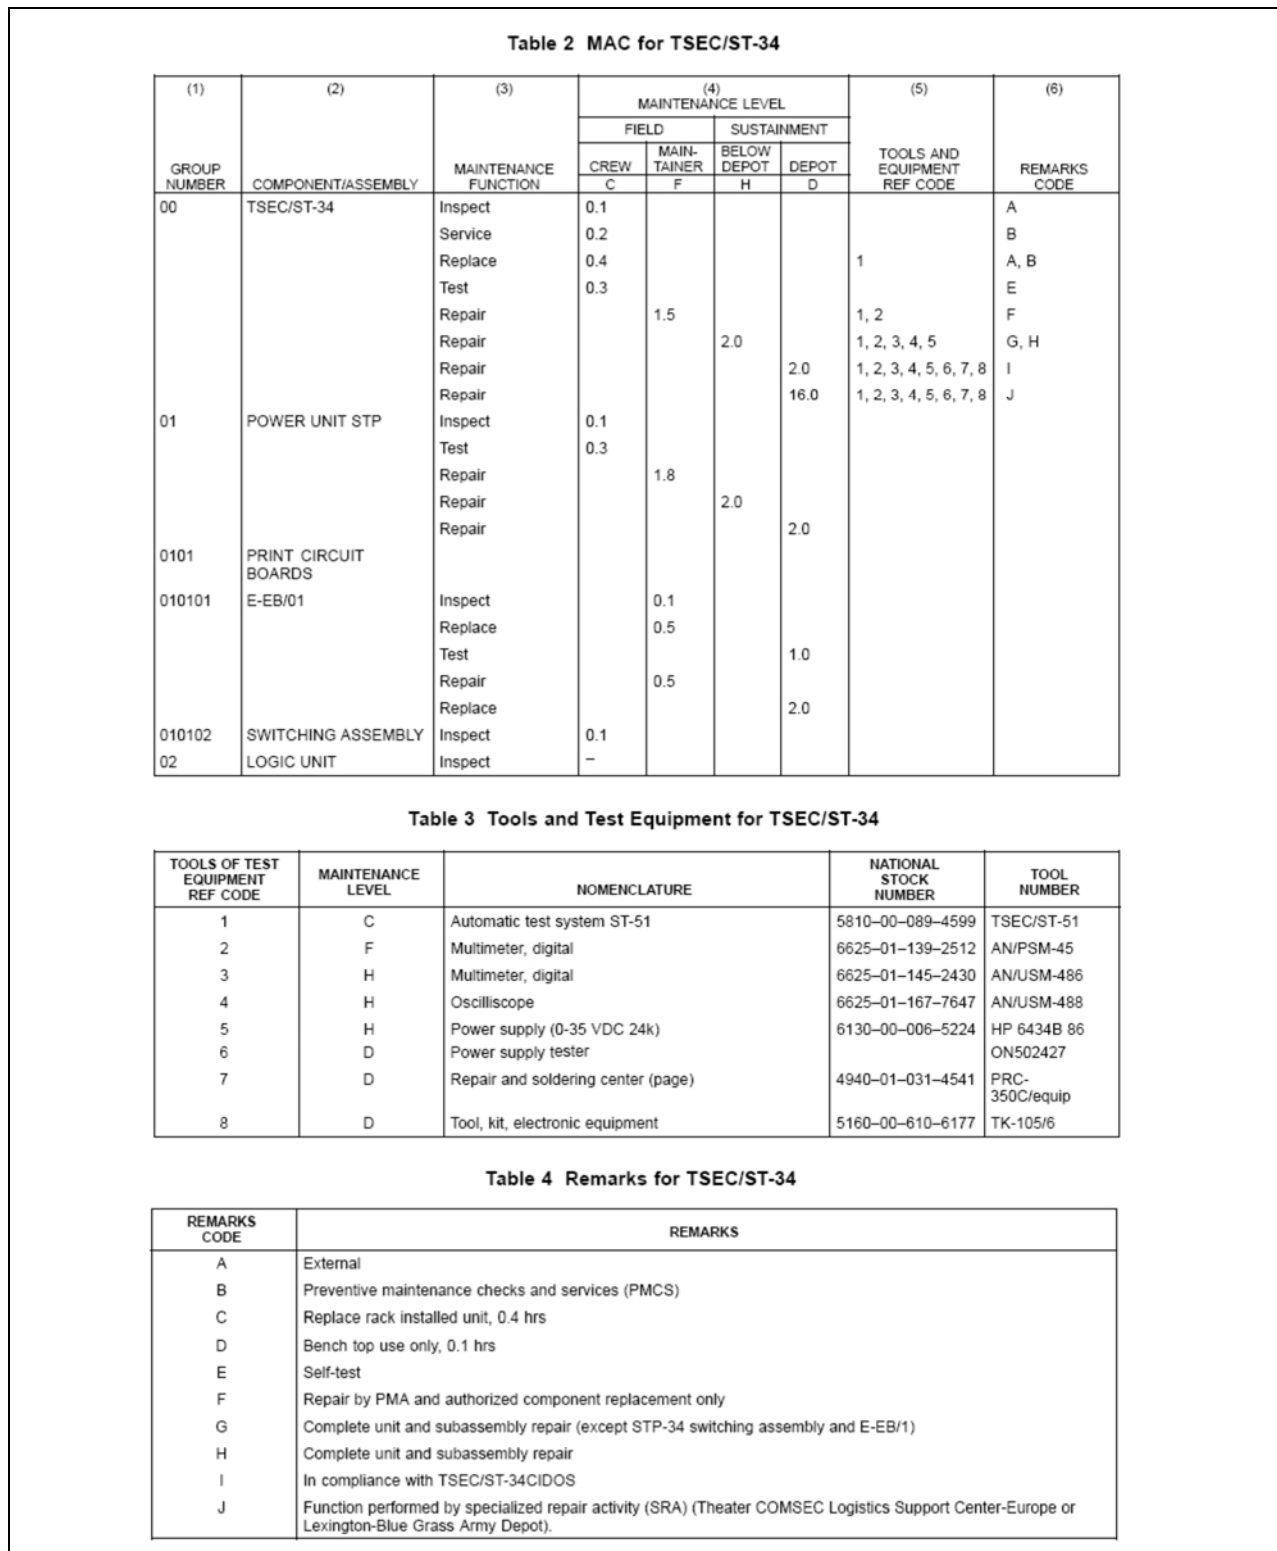 Table 2 MAC for TSEC/ST-34
(1) (2) (3) (4) (5) (6)
MAINTENANCE LEVEL
FIELD SUSTAINMENT
GROUP NUMBER COMPONENT/ASSEMBLY MAINTENANCE FUNCTION CREW MAIN-TAINER BELOW DEPOT DEPOT TOOLS AND EQUIPMENT REF CODE REMARKS CODE
C F H D
00 TSEC/ST-34 Inspect 0.1 A
Service 0.2 B
Replace 0.4 1 A, B
Test 0.3 E
Repair 1.5 1, 2 F
Repair 2.0 1, 2, 3, 4, 5 G, H
Repair 2.0 1, 2, 3, 4, 5, 6, 7, 8 I
Repair 16.0 1, 2, 3, 4, 5, 6, 7, 8 J
01 POWER UNIT STP Inspect 0.1
Test 0.3
Repair 1.8
Repair 2.0
Repair 2.0
0101 PRINT CIRCUIT
BOARDS
010101 E-EB/01 Inspect 0.1
Replace 0.5
Test 1.0
Repair 0.5
Replace 2.0
010102 SWITCHING ASSEMBLY Inspect 0.1
02 LOGIC UNIT Inspect –
Table 3 Tools and Test Equipment for TSEC/ST-34
TOOLS OF TEST EQUIPMENT REF CODE MAINTENANCE LEVEL NOMENCLATURE NATIONAL STOCK NUMBER TOOL NUMBER
1 C Automatic test system ST-51 5810–00–089–4599 TSEC/ST-51
2 F Multimeter, digital 6625–01–139–2512 AN/PSM-45
3 H Multimeter, digital 6625–01–145–2430 AN/USM-486
4 H Oscilliscope 6625–01–167–7647 AN/USM-488
5 H Power supply (0-35 VDC 24k) 6130–00–006–5224 HP 6434B 86
6 D Power supply tester ON502427
7 D Repair and soldering center (page) 4940–01–031–4541 PRC-
350C/equip
8 D Tool, kit, electronic equipment 5160–00–610–6177 TK-105/6
Table 4 Remarks for TSEC/ST-34
REMARKS CODE REMARKS
A External
B Preventive maintenance checks and services (PMCS)
C Replace rack installed unit, 0.4 hrs
D Bench top use only, 0.1 hrs
E Self-test
F Repair by PMA and authorized component replacement only
G Complete unit and subassembly repair (except STP-34 switching assembly and E-EB/1)
H Complete unit and subassembly repair
I In compliance with TSEC/ST-34CIDOS
J Function performed by specialized repair activity (SRA) (Theater COMSEC Logistics Support Center-Europe or
Lexington-Blue Grass Army Depot).